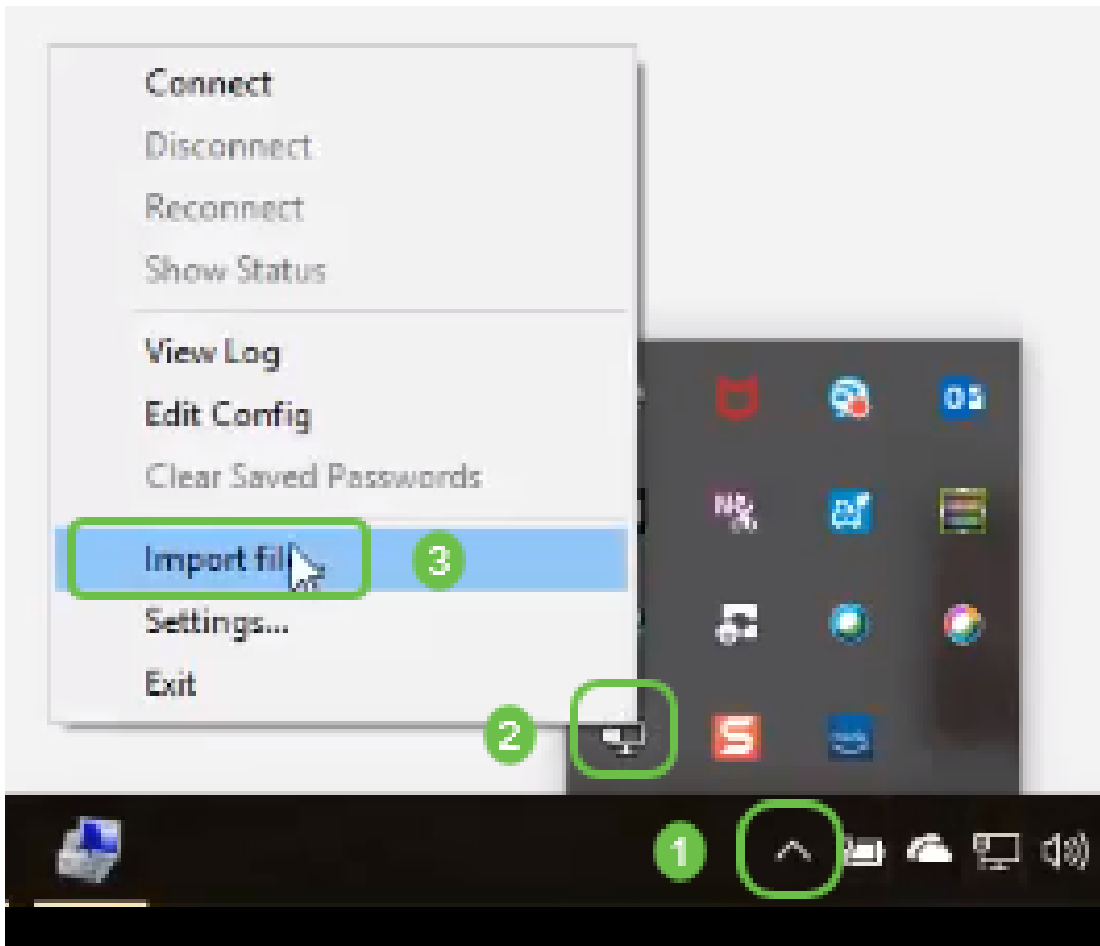 Connect
Disconnect
Reconnect
Show Status
View Log
Edit Config
Clear Saved Passwords
Import fil
3
Settings...
Exit
2
S
1